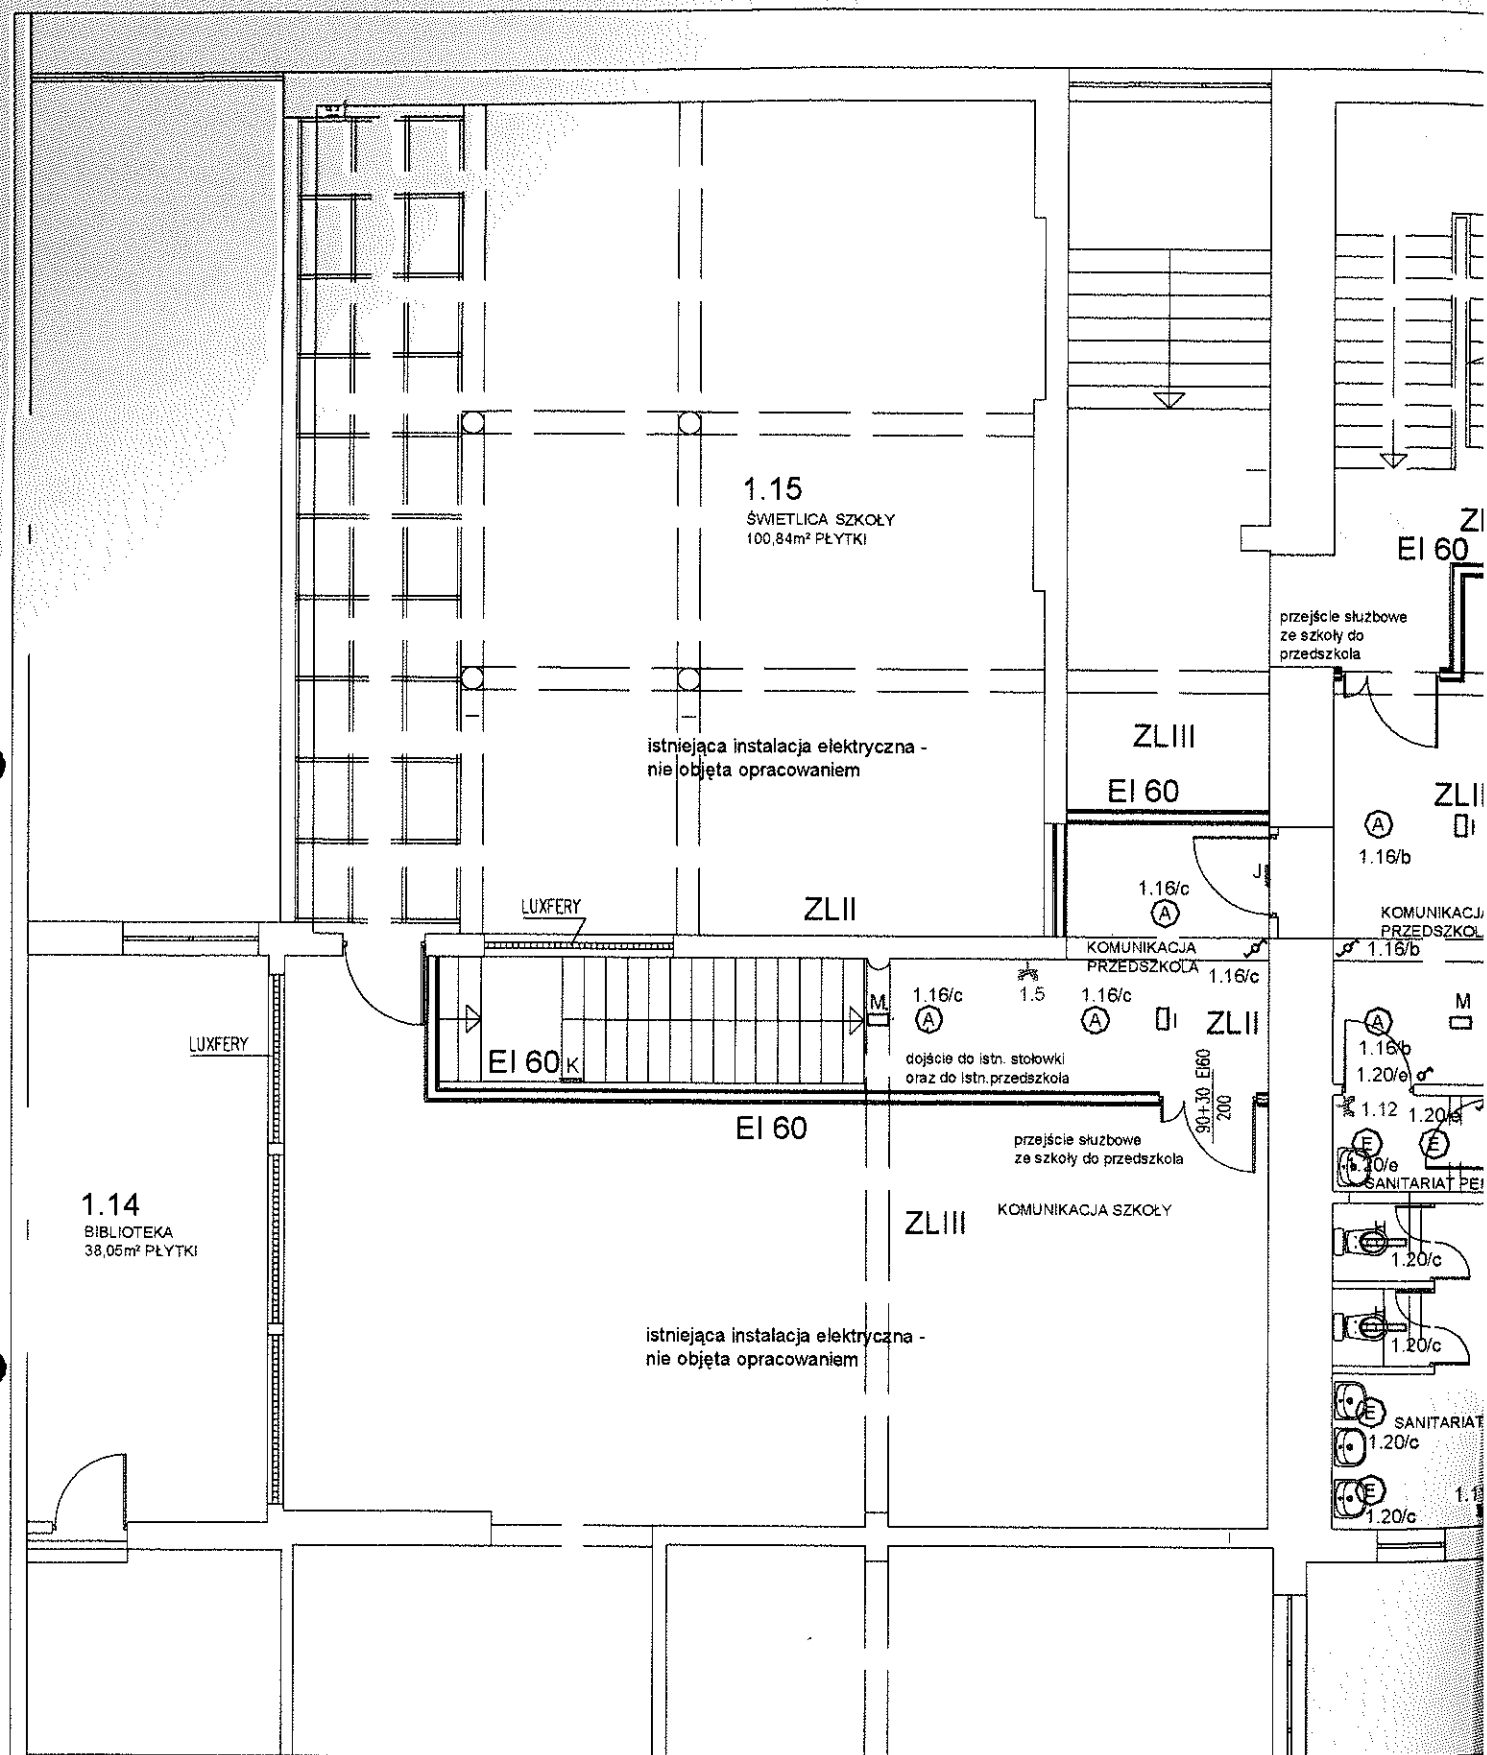 1.15
ŚWIETLICA SZKOŁY
100,84m² PŁYTKI
EI 60
przejście służbowe
ze szkoły do
przedszkola
istniejąca instalacja elektryczna -
nie objęta opracowaniem
ZLIII
EI 60
A
1.16/b
I
1.16/c
A
J
LUXFERY
ZLII
KOMUNIKACJA
PRZEDSZKOLA
1.16/c
1.16/b
1.5
M
1.16/c
A
1.16/c
A
I
ZLII
M
A
1.16/b
1.20/e
LUXFERY
EI 60
K
dojście do istn. stołowki
oraz do istn.przedszkola
90+30 EI60
200
EI 60
przejście służbowe
ze szkoły do przedszkola
1.12
E
E
SANITARIAT
1.14
BIBLIOTEKA
38,05m² PŁYTKI
ZLIII
KOMUNIKACJA SZKOŁY
1.20/c
1.20/c
istniejąca instalacja elektryczna -
nie objęta opracowaniem
E
SANITARIAT
1.20/c
E
1.20/c